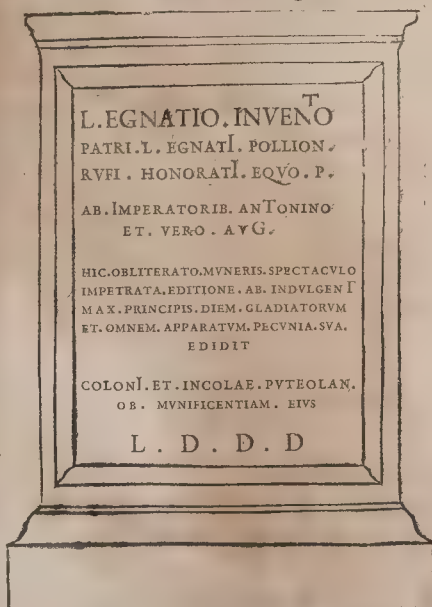 L.EGNATIO.INVENTO
PATRI.L.EGNATI.POLLION.
RVFI.HONORATI.EQVO.P.
AB.IMPERATORIB.ANTONINO
ET.VERO.AVG.
HIC.OBLITERATO.MVNERIS.SPECTACVLO
IMPETRATA.EDITIONE.AB.INDVLGENT
MAX.PRINCIPIS.DIEM.GLADIATORVM
ET.OMNEM.APPARATVM.PECVNIA.SVA.
EDIDIT
COLONI.ET.INCOLAE.PVTEOLAN.
OB.MVNIFICENTIAM.EIVS
L.D.D.D